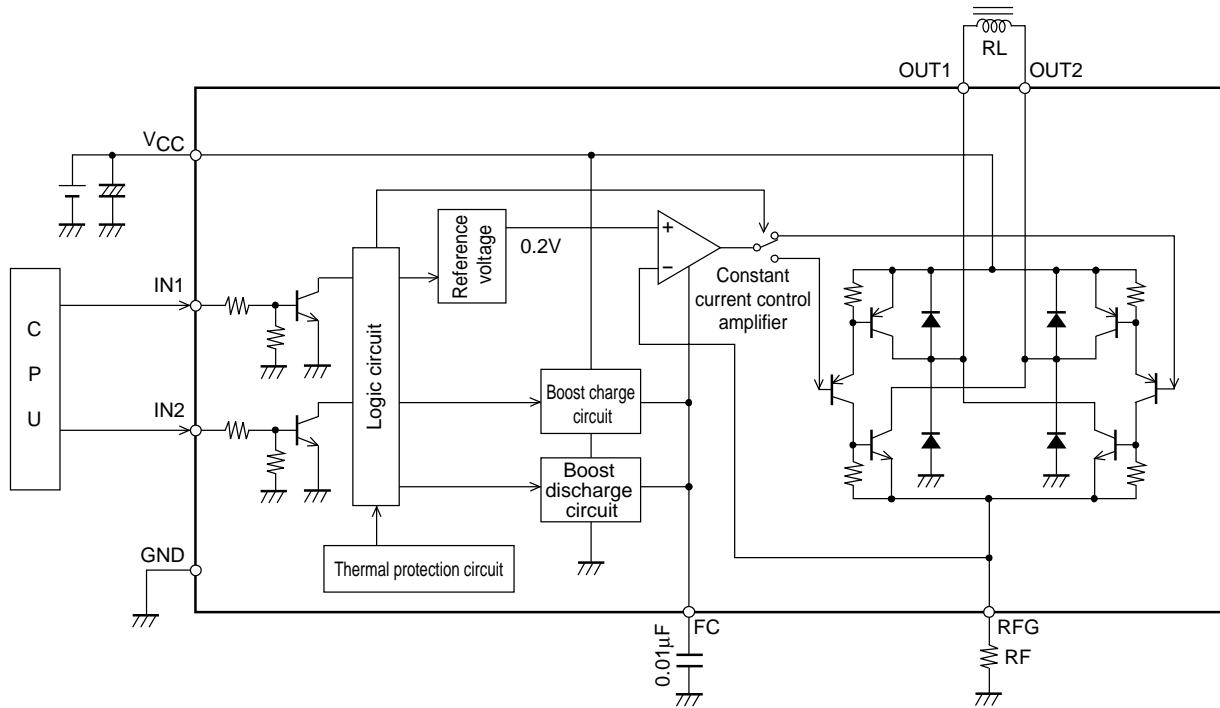 RL
OUT1
OUT2
VCC
Reference
voltage
0.2V
+
−
Constant
current control
amplifier
C
P
U
IN1
IN2
Logic circuit
Boost charge
circuit
Boost
discharge
circuit
Thermal protection circuit
GND
FC
0.01μF
RFG
RF